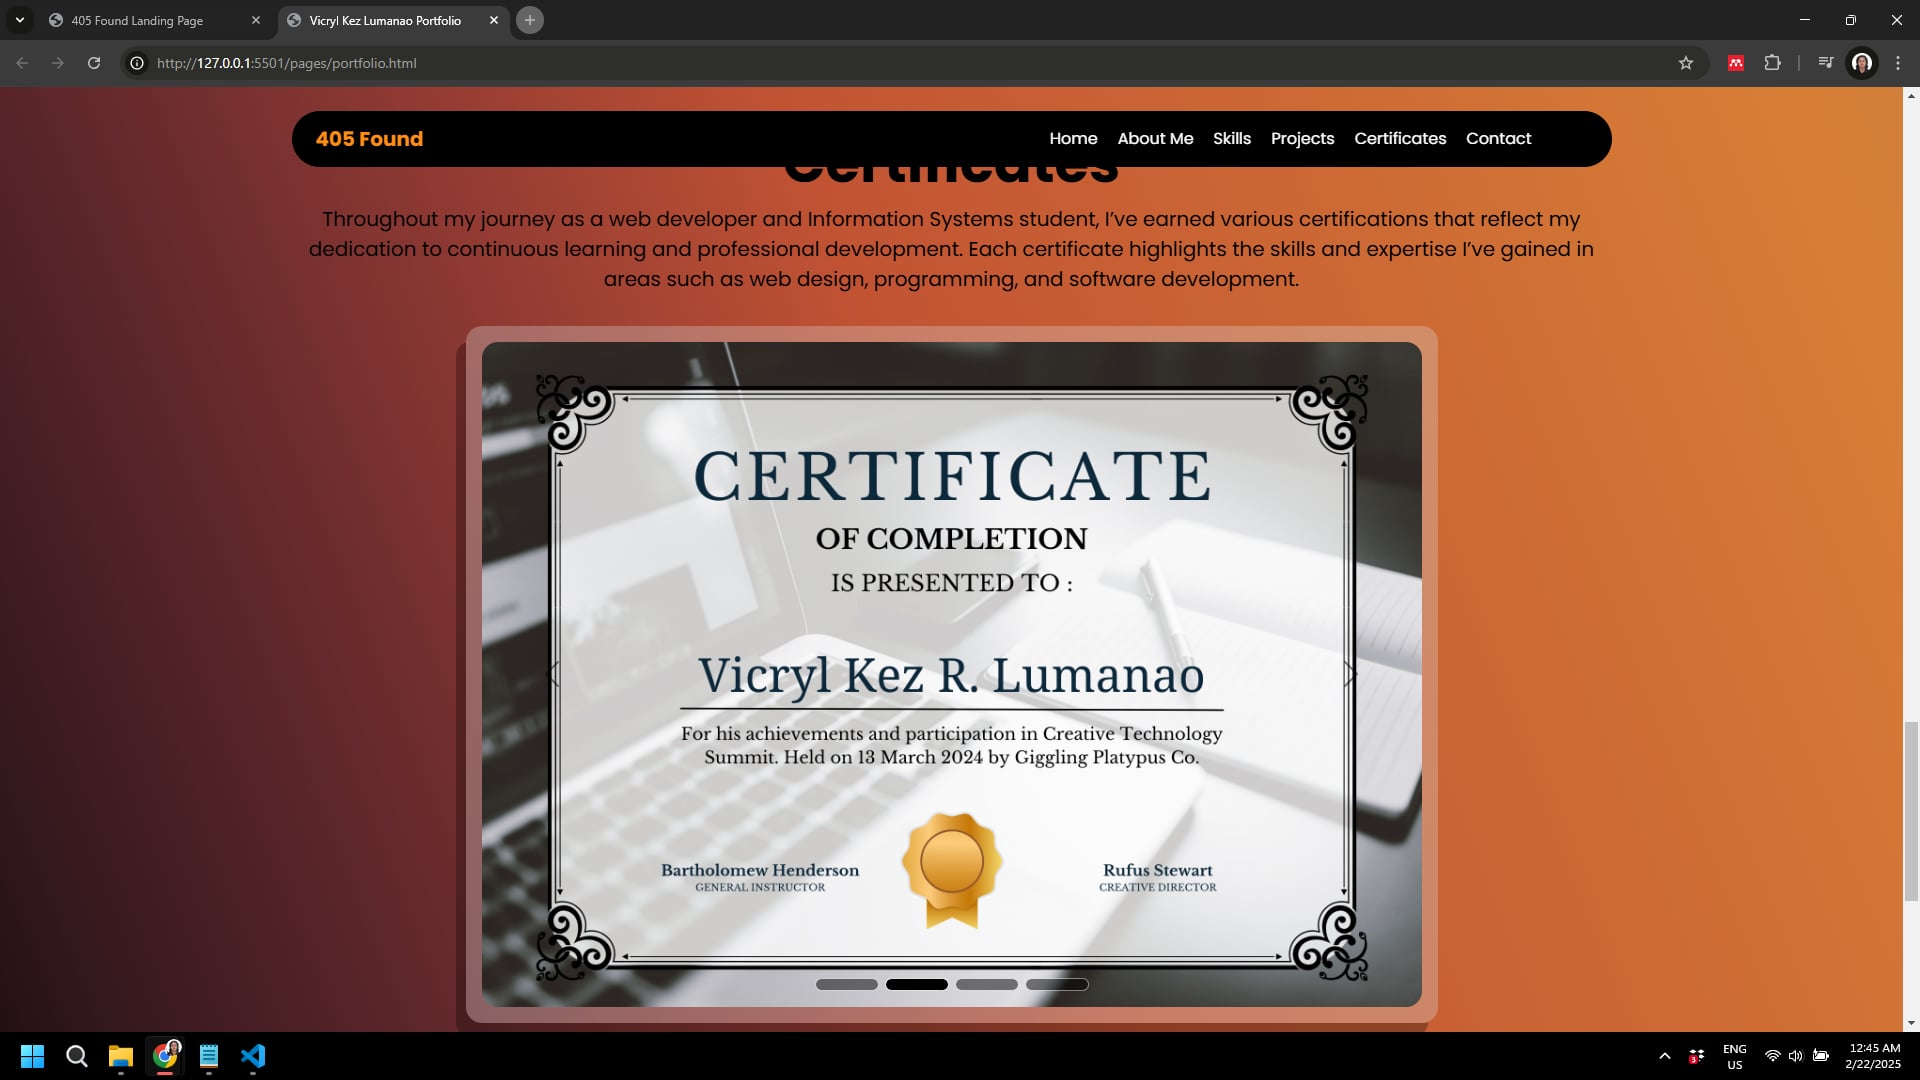 405 Found Landing Page
Vicryl Kez Lumanao Portfolio
http://127.0.0.1:5501/pages/portfolio.html
405 Found
Home About Me Skills Projects Certificates Contact
Certificates
Throughout my journey as a web developer and Information Systems student, I’ve earned various certifications that reflect my
dedication to continuous learning and professional development. Each certificate highlights the skills and expertise I’ve gained in
areas such as web design, programming, and software development.
CERTIFICATE
OF COMPLETION
IS PRESENTED TO :
Vicryl Kez R. Lumanao
For his achievements and participation in Creative Technology
Summit. Held on 13 March 2024 by Giggling Platypus Co.
Bartholomew Henderson
GENERAL INSTRUCTOR
Rufus Stewart
CREATIVE DIRECTOR
ENG
US
12:45 AM
2/22/2025